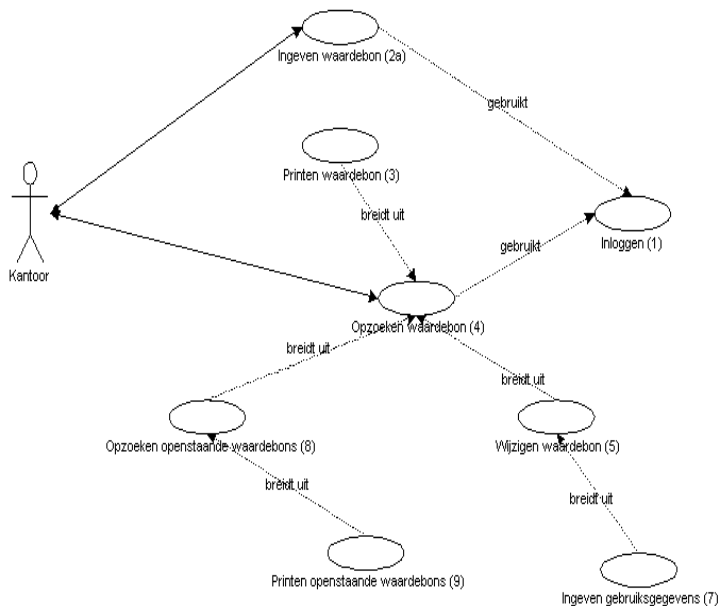 Ingeven waardebon (2a)
gebruikt
Printen waardebon (3)
breidt uit
Kantoor
gebruikt
Inloggen (1)
Opzoeken waardebon (4)
breidt uit
breidt uit
Opzoeken openstaande waardebons (8)
Wijzigen waardebon (5)
breidt uit
breidt uit
Printen openstaande waardebons (9)
Ingeven gebruiksgegevens (7)